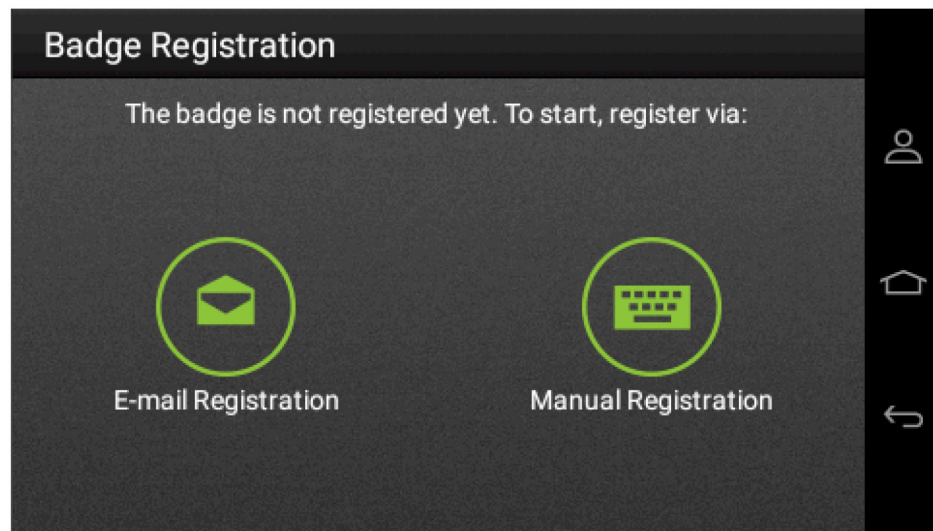 Badge Registration
The badge is not registered yet. To start, register via:
E-mail Registration
Manual Registration